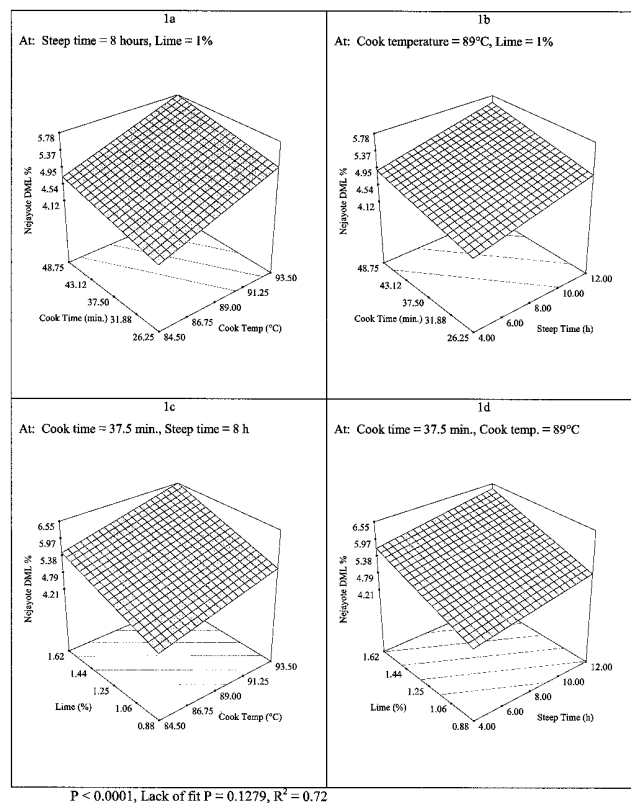 1a
At: Steep time = 8 hours, Lime = 1%
5.78
5.37
4.95
4.54
4.12
Nejayote DML %
48.75
43.12
37.50
31.88
26.25
Cook Time (min.)
84.50
86.75
89.00
91.25
93.50
Cook Temp (°C)
1b
At: Cook temperature = 89°C, Lime = 1%
5.78
5.37
4.95
4.54
4.12
Nejayote DML %
48.75
43.12
37.50
31.88
26.25
Cook Time (min.)
4.00
6.00
8.00
10.00
12.00
Steep Time (h)
1c
At: Cook time = 37.5 min., Steep time = 8 h
6.55
5.97
5.38
4.79
4.21
Nejayote DML %
1.62
1.44
1.25
1.06
0.88
Lime (%)
84.50
86.75
89.00
91.25
93.50
Cook Temp (°C)
1d
At: Cook time = 37.5 min., Cook temp. = 89°C
6.55
5.97
5.38
4.79
4.21
Nejayote DML %
1.62
1.44
1.25
1.06
0.88
Lime (%)
4.00
6.00
8.00
10.00
12.00
Steep Time (h)
P < 0.0001, Lack of fit P = 0.1279, R² = 0.72